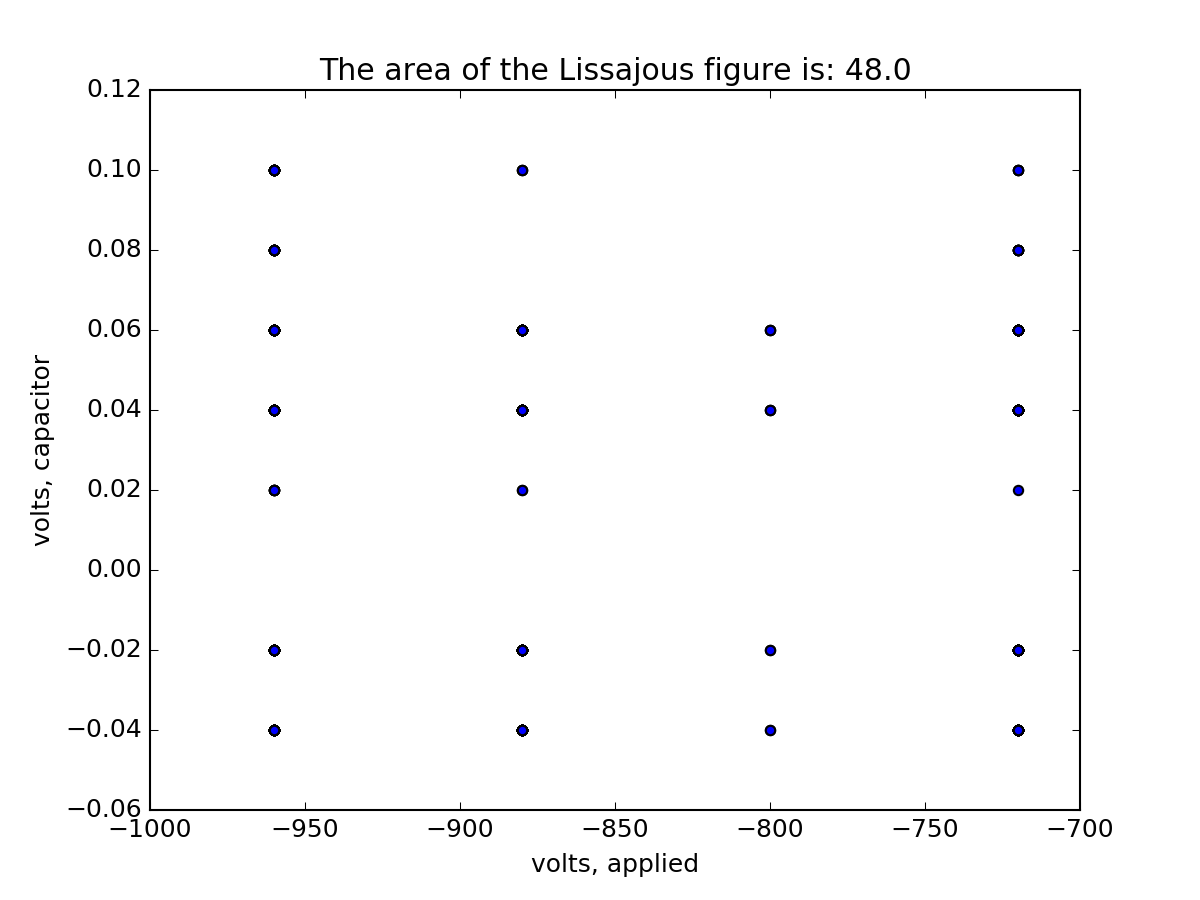 The area of the Lissajous figure is: 48.0
0.12
0.10
0.08
0.06
0.04
0.02
0.00
−0.02
−0.04
−0.06
volts, capacitor
−1000 −950 −900 −850 −800 −750 −700
volts, applied